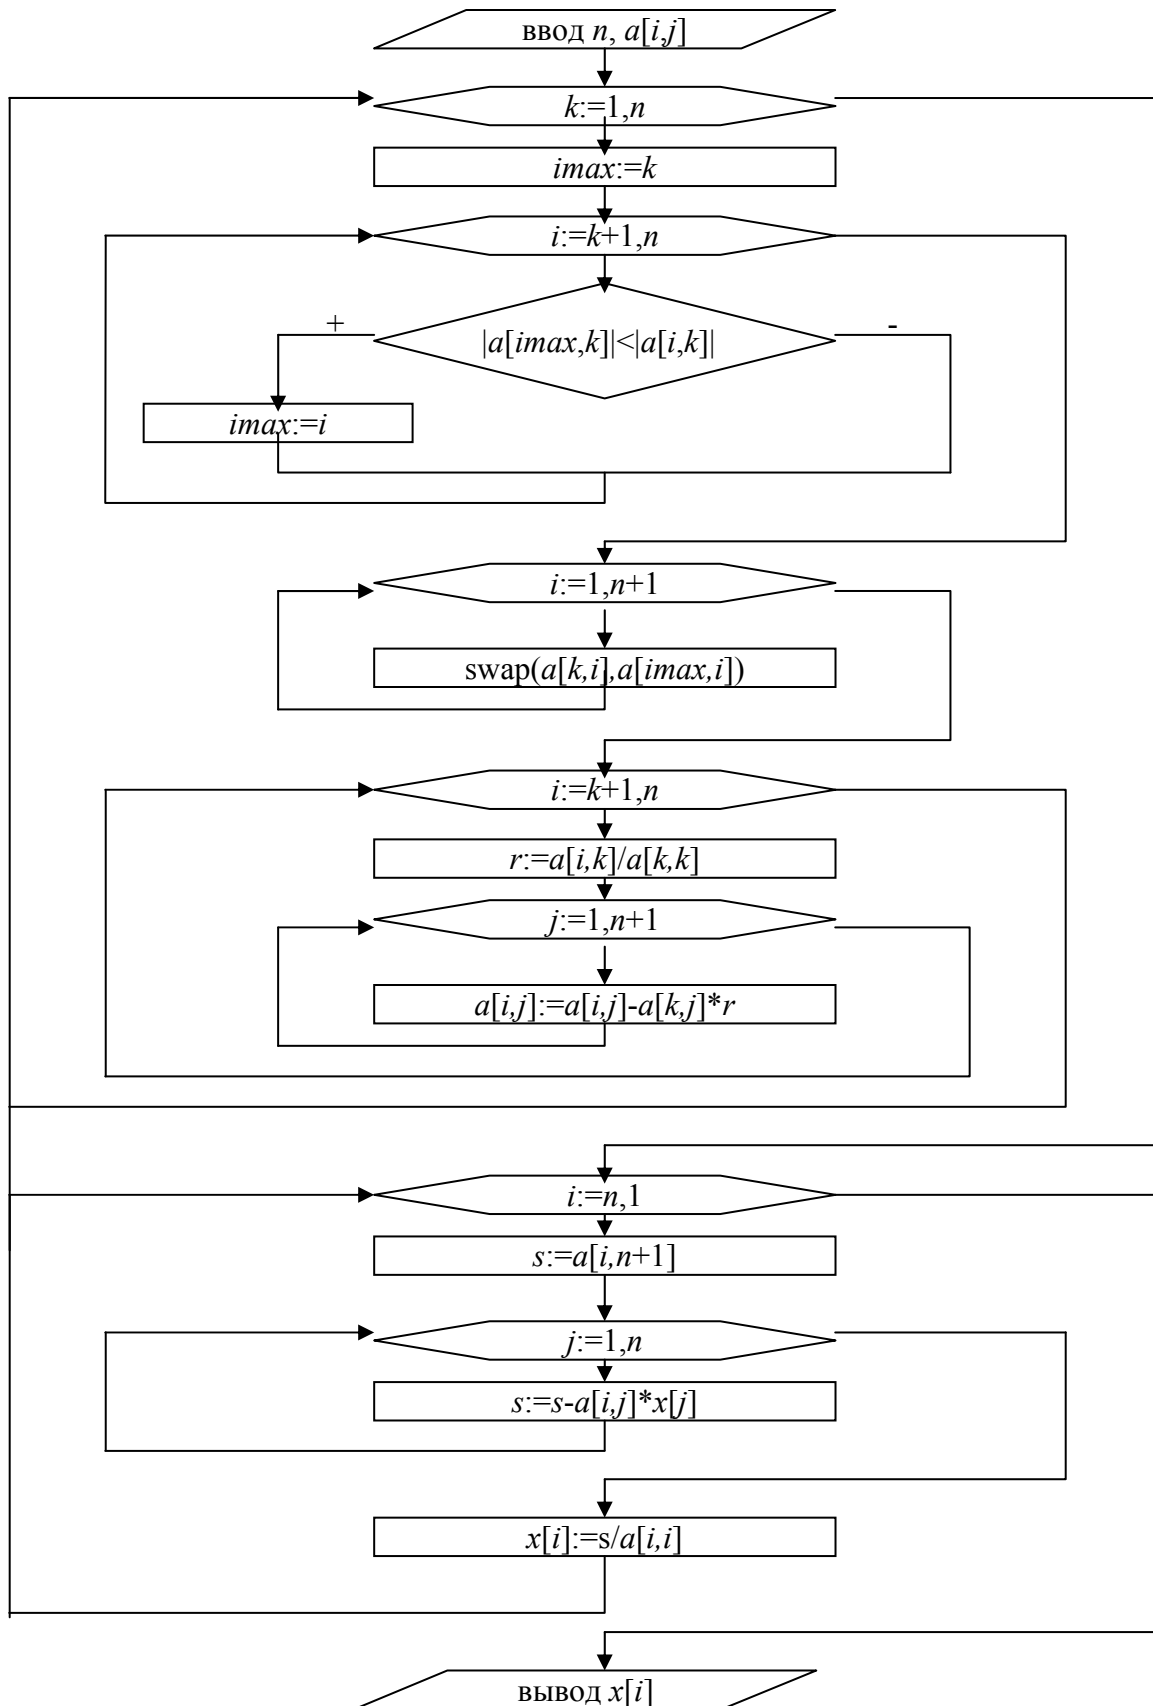 ввод n, a[i,j]
k:=1,n
imax:=k
i:=k+1,n
+
-
|a[imax,k]|<|a[i,k]|
imax:=i
i:=1,n+1
swap(a[k,i],a[imax,i])
i:=k+1,n
r:=a[i,k]/a[k,k]
j:=1,n+1
a[i,j]:=a[i,j]-a[k,j]*r
i:=n,1
s:=a[i,n+1]
j:=1,n
s:=s-a[i,j]*x[j]
x[i]:=s/a[i,i]
вывод x[i]